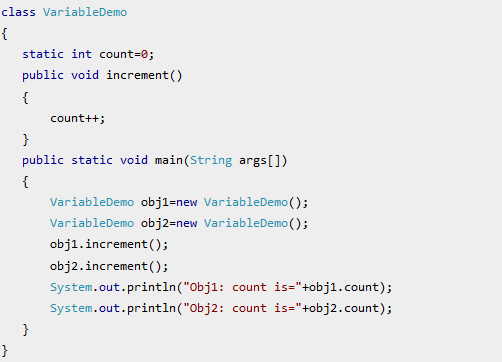 class VariableDemo
{
   static int count=0;
   public void increment()
   {
       count++;
   }
   public static void main(String args[])
   {
       VariableDemo obj1=new VariableDemo();
       VariableDemo obj2=new VariableDemo();
       obj1.increment();
       obj2.increment();
       System.out.println("Obj1: count is="+obj1.count);
       System.out.println("Obj2: count is="+obj2.count);
   }
}